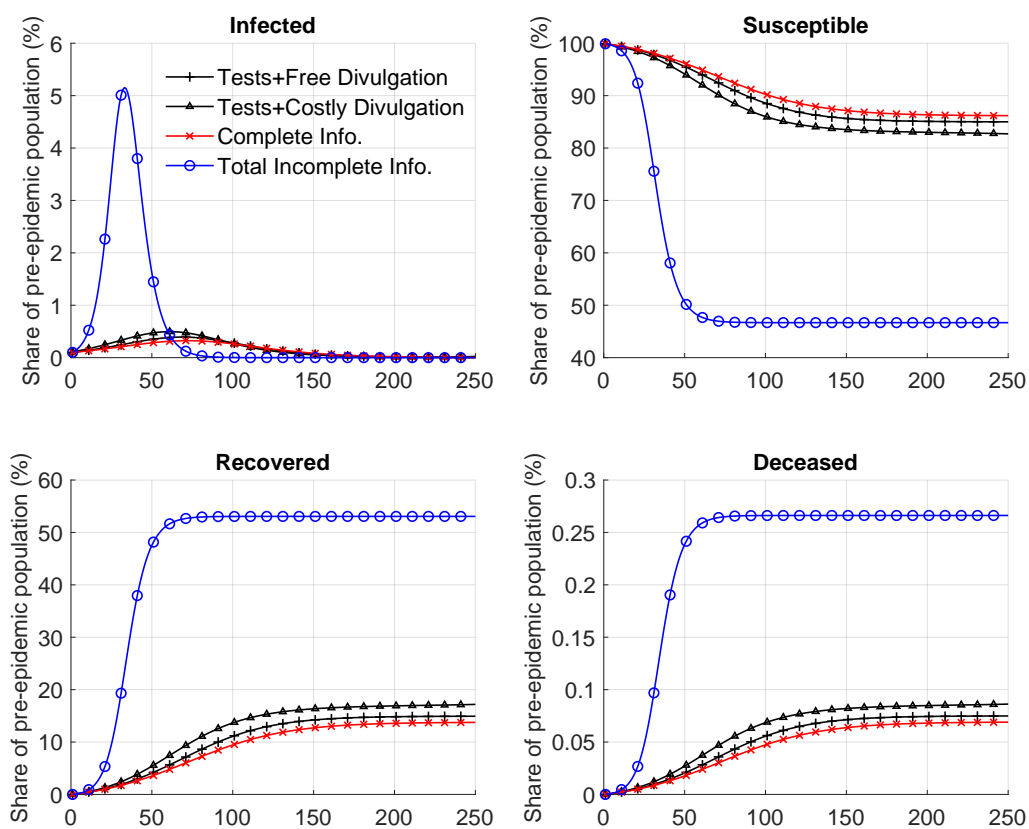 Infected
Share of pre-epidemic population (%)
6
5
4
3
2
1
0
Tests+Free Divulgation
Tests+Costly Divulgation
Complete Info.
Total Incomplete Info.
0 50 100 150 200 250
Susceptible
Share of pre-epidemic population (%)
100
90
80
70
60
50
40
0 50 100 150 200 250
Recovered
Share of pre-epidemic population (%)
60
50
40
30
20
10
0
0 50 100 150 200 250
Deceased
Share of pre-epidemic population (%)
0.3
0.25
0.2
0.15
0.1
0.05
0
0 50 100 150 200 250